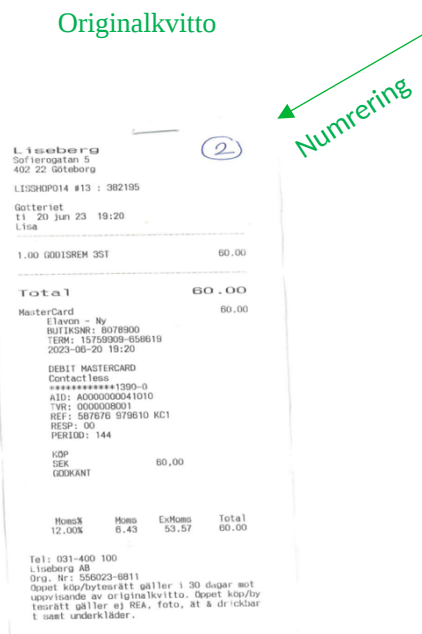 Originalkvitto
Numrering
2
Liseberg
Sofierogatan 5
402 22 Göteborg
LISSHOP014 #13 : 382195
Gotteriet
ti 20 jun 23 19:20
Lisa
1.00 GODISREM 3ST 60.00
Total 60.00
MasterCard 60.00
Elavon - Ny
BUTIKSNR: 8078900
TERM: 15759909-658619
2023-06-20 19:20
DEBIT MASTERCARD
Contactless
************1390-0
AID: A0000000041010
TVR: 0000008001
REF: 587676 979610 KC1
RESP: 00
PERIOD: 144
KÖP
SEK 60,00
GODKÄNT
Moms% Moms ExMoms Total
12.00% 6.43 53.57 60.00
Tel: 031-400 100
Liseberg AB
Org. Nr: 556023-6811
Öppet köp/bytesrätt gäller i 30 dagar mot
uppvisande av originalkvitto. Öppet köp/by
tesrätt gäller ej REA, foto, ät & drickbar
t samt underkläder.